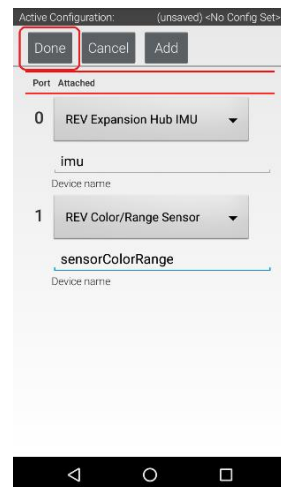 Active Configuration: (unsaved) <No Config Set>
Done Cancel Add
Port Attached
0 REV Expansion Hub IMU
imu
Device name
1 REV Color/Range Sensor
sensorColorRange
Device name